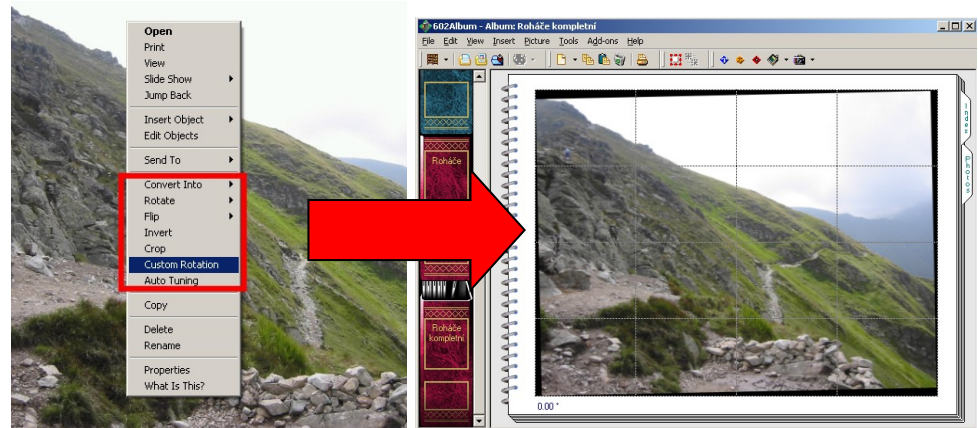 Open
Print
View
Slide Show
Jump Back
Insert Object
Edit Objects
Send To
Convert Into
Rotate
Flip
Invert
Crop
Custom Rotation
Auto Tuning
Copy
Delete
Rename
Properties
What Is This?
602Album - Album: Roháče kompletní
File Edit View Insert Picture Tools Add-ons Help
Roháče
Roháče
kompletní
Index
Photos
0.00 °